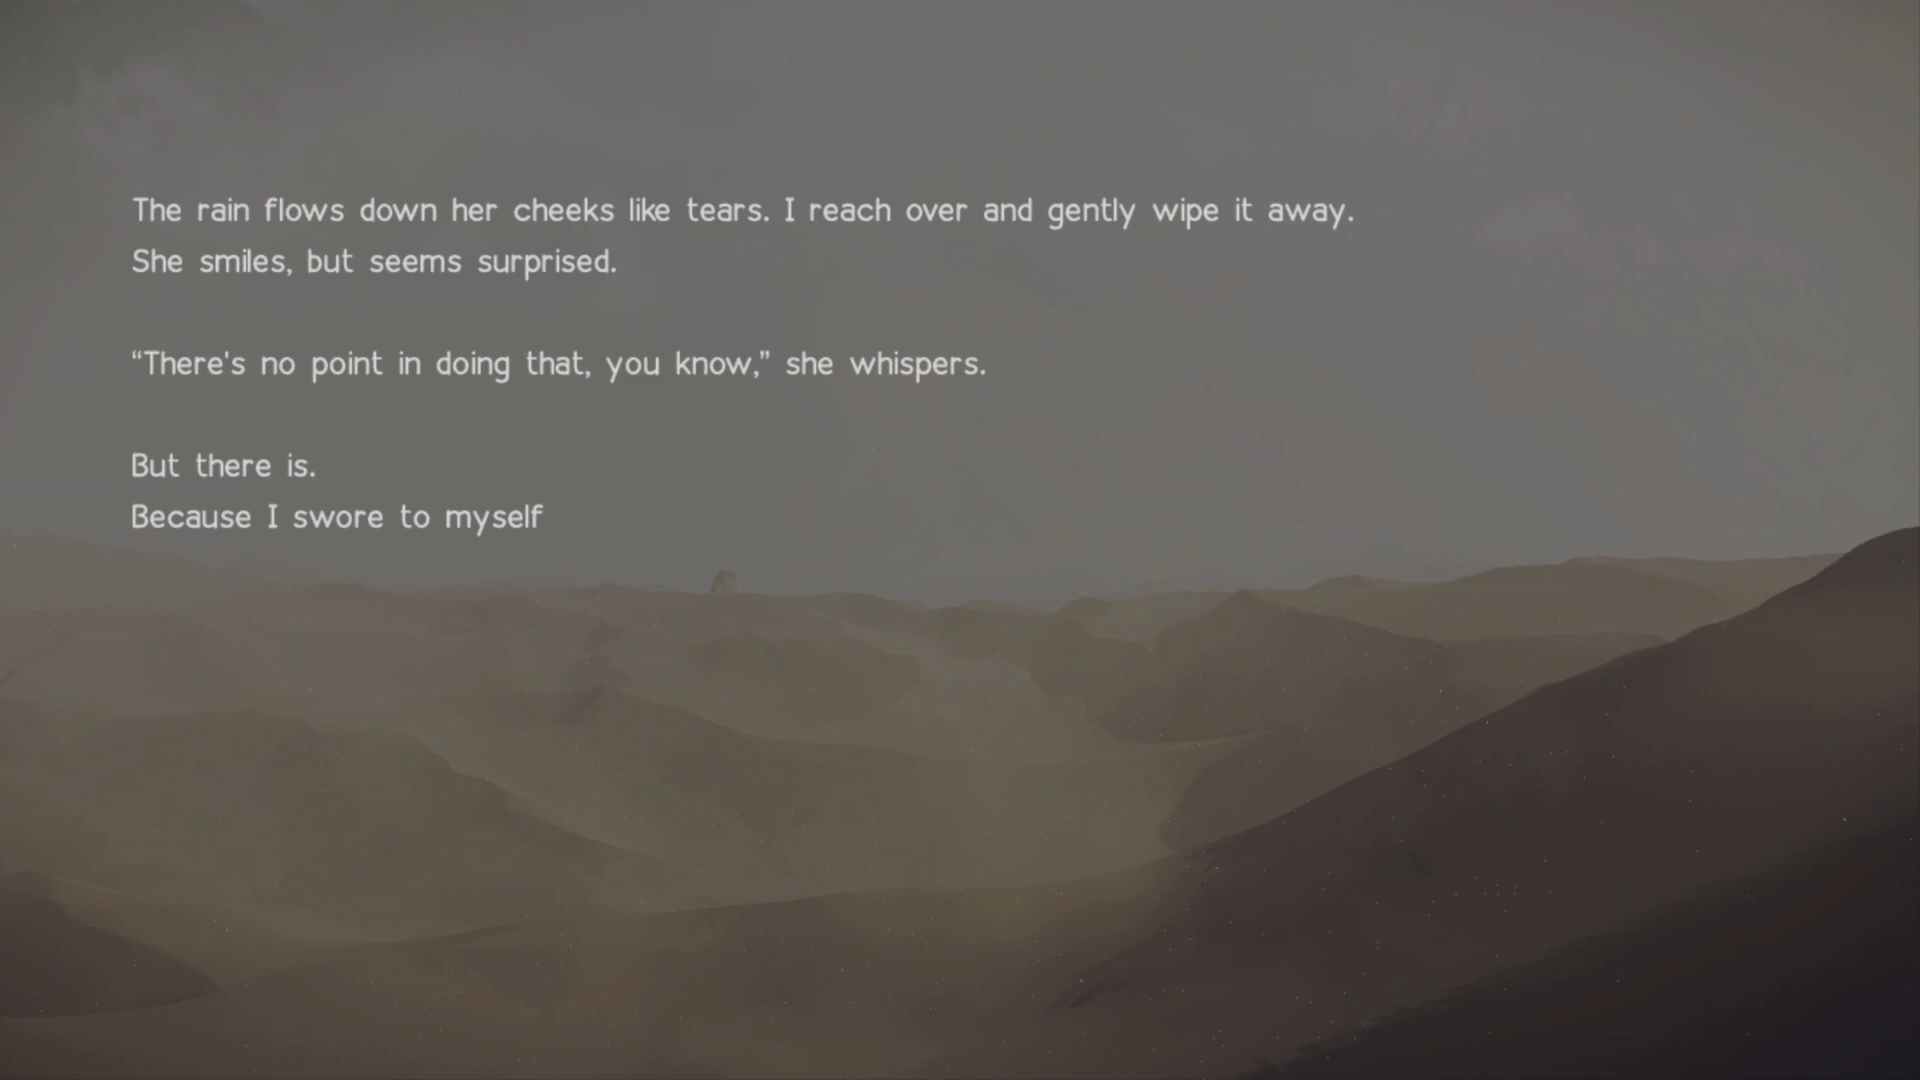 The rain flows down her cheeks like tears. I reach over and gently wipe it away.
She smiles, but seems surprised.
“There's no point in doing that, you know,” she whispers.
But there is.
Because I swore to myself